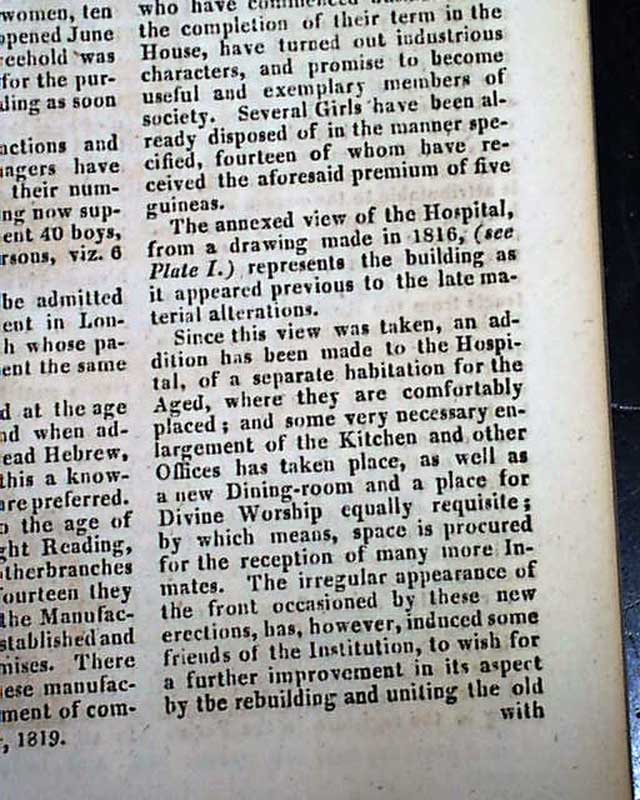 women, ten
opened June
reehold was
for the pur-
ding as soon
actions and
nagers have
their num-
ng now sup-
ent 40 boys,
rsons, viz. 6
be admitted
ent in Lon-
h whose pa-
ent the same
d at the age
nd when ad-
ead Hebrew,
this a know-
are preferred.
o the age of
ght Reading,
therbranches
fourteen they
the Manufac-
stablished and
mises. There
ese manufac-
ment of com-
, 1819.
who have commenced
the completion of their term in the
House, have turned out industrious
characters, and promise to become
useful and exemplary members of
society. Several Girls have been al-
ready disposed of in the manner spe-
cified, fourteen of whom have re-
ceived the aforesaid premium of five
guineas.
The annexed view of the Hospital,
from a drawing made in 1816, (see
Plate I.) represents the building as
it appeared previous to the late ma-
terial alterations.
Since this view was taken, an ad-
dition has been made to the Hospi-
tal, of a separate habitation for the
Aged, where they are comfortably
placed; and some very necessary en-
largement of the Kitchen and other
Offices has taken place, as well as
a new Dining-room and a place for
Divine Worship equally requisite;
by which means, space is procured
for the reception of many more In-
mates. The irregular appearance of
the front occasioned by these new
erections, has, however, induced some
friends of the Institution, to wish for
a further improvement in its aspect
by the rebuilding and uniting the old
with